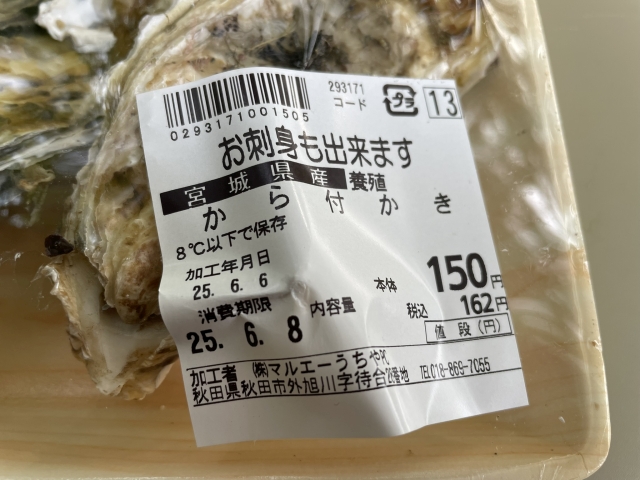 293171
コード
プラ
13
0293171001505
お刺身も出来ます
宮城県産 養殖
から付かき
8℃以下で保存
加工年月日
25. 6. 6
消費期限 内容量
25. 6. 8
本体 150円
税込 162円
値段(円)
加工者 (株)マルエーうちや
秋田県秋田市外旭川字待合28番地 TEL018-869-7055